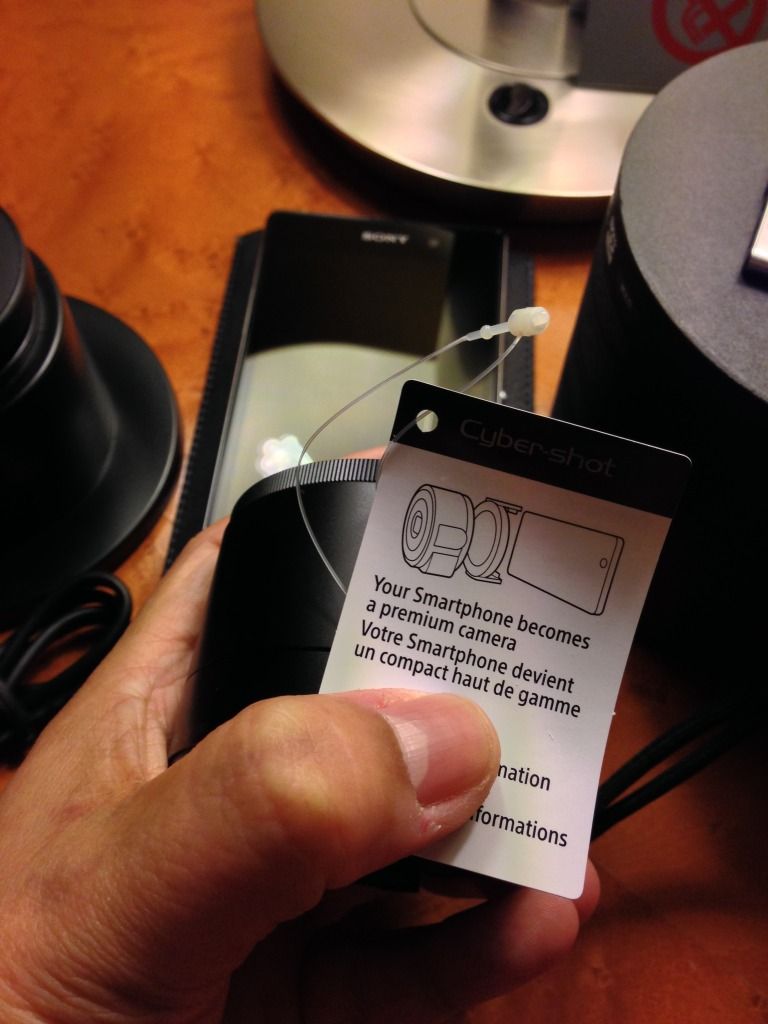 SONY
Cyber-shot
Your Smartphone becomes
a premium camera
Votre Smartphone devient
un compact haut de gamme